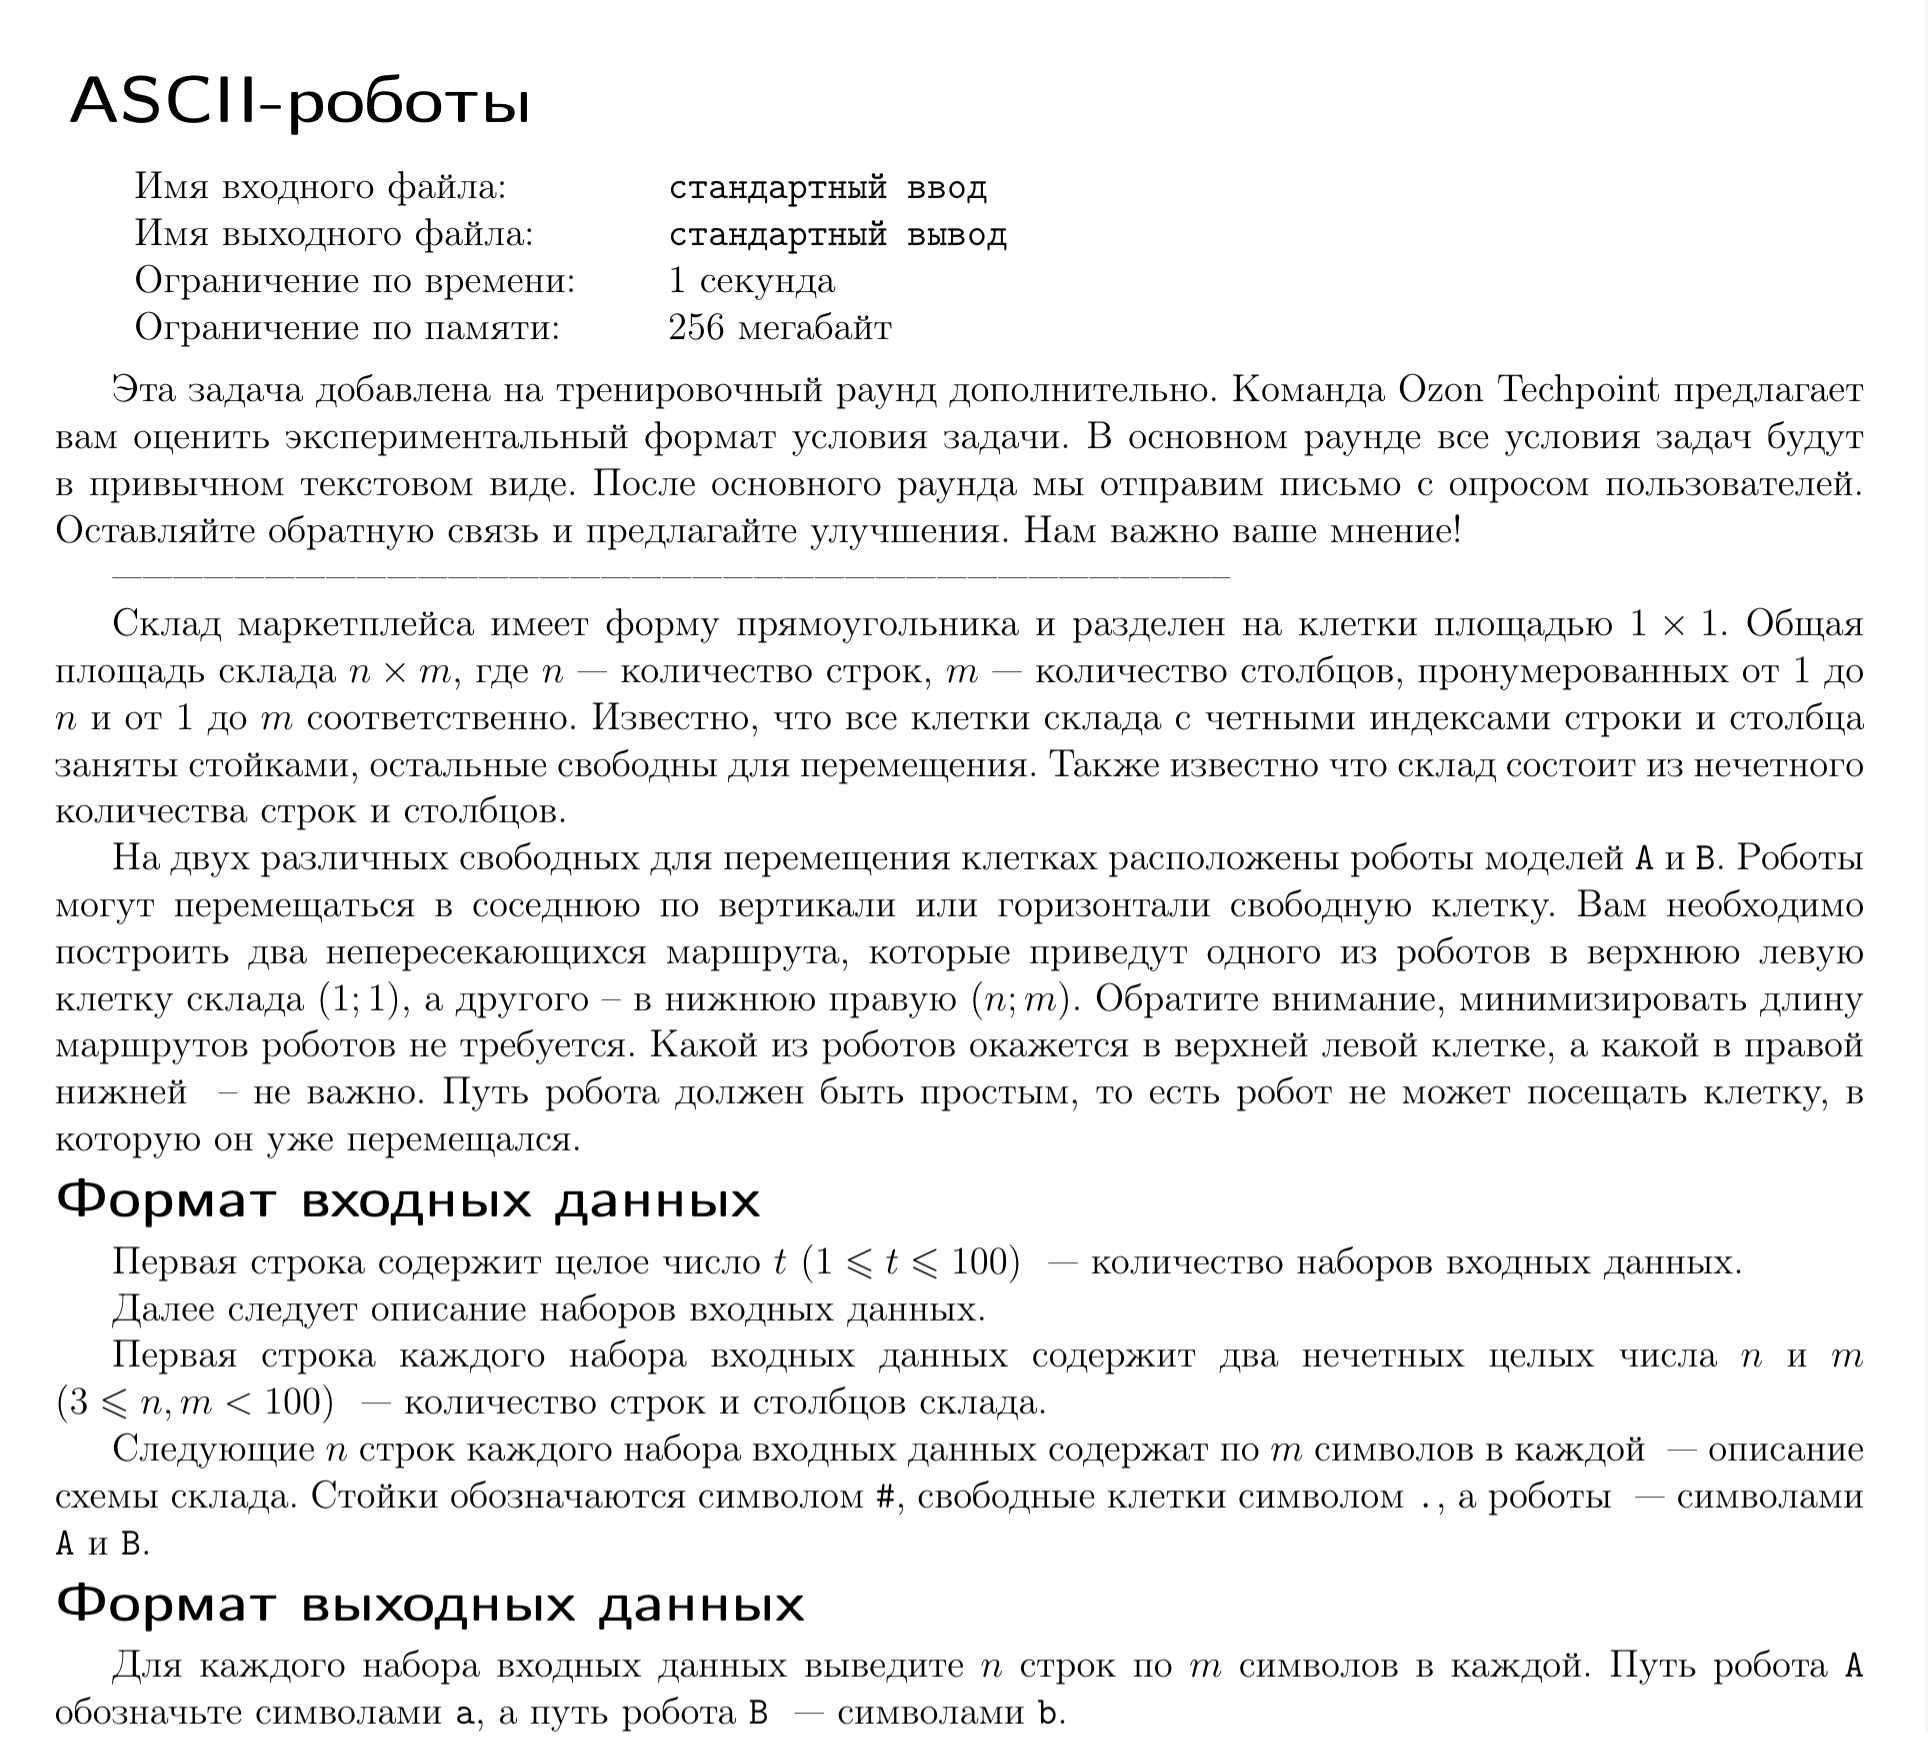 ASCII-роботы
Имя входного файла: стандартный ввод
Имя выходного файла: стандартный вывод
Ограничение по времени: 1 секунда
Ограничение по памяти: 256 мегабайт
Эта задача добавлена на тренировочный раунд дополнительно. Команда Ozon Techpoint предлагает
вам оценить экспериментальный формат условия задачи. В основном раунде все условия задач будут
в привычном текстовом виде. После основного раунда мы отправим письмо с опросом пользователей.
Оставляйте обратную связь и предлагайте улучшения. Нам важно ваше мнение!
Склад маркетплейса имеет форму прямоугольника и разделен на клетки площадью 1 × 1. Общая
площадь склада n × m, где n — количество строк, m — количество столбцов, пронумерованных от 1 до
n и от 1 до m соответственно. Известно, что все клетки склада с четными индексами строки и столбца
заняты стойками, остальные свободны для перемещения. Также известно что склад состоит из нечетного
количества строк и столбцов.
На двух различных свободных для перемещения клетках расположены роботы моделей A и B. Роботы
могут перемещаться в соседнюю по вертикали или горизонтали свободную клетку. Вам необходимо
построить два непересекающихся маршрута, которые приведут одного из роботов в верхнюю левую
клетку склада (1; 1), а другого – в нижнюю правую (n; m). Обратите внимание, минимизировать длину
маршрутов роботов не требуется. Какой из роботов окажется в верхней левой клетке, а какой в правой
нижней – не важно. Путь робота должен быть простым, то есть робот не может посещать клетку, в
которую он уже перемещался.
Формат входных данных
Первая строка содержит целое число t (1 ⩽ t ⩽ 100) — количество наборов входных данных.
Далее следует описание наборов входных данных.
Первая строка каждого набора входных данных содержит два нечетных целых числа n и m
(3 ⩽ n, m < 100) — количество строк и столбцов склада.
Следующие n строк каждого набора входных данных содержат по m символов в каждой — описание
схемы склада. Стойки обозначаются символом #, свободные клетки символом ., а роботы — символами
A и B.
Формат выходных данных
Для каждого набора входных данных выведите n строк по m символов в каждой. Путь робота A
обозначьте символами a, а путь робота B — символами b.